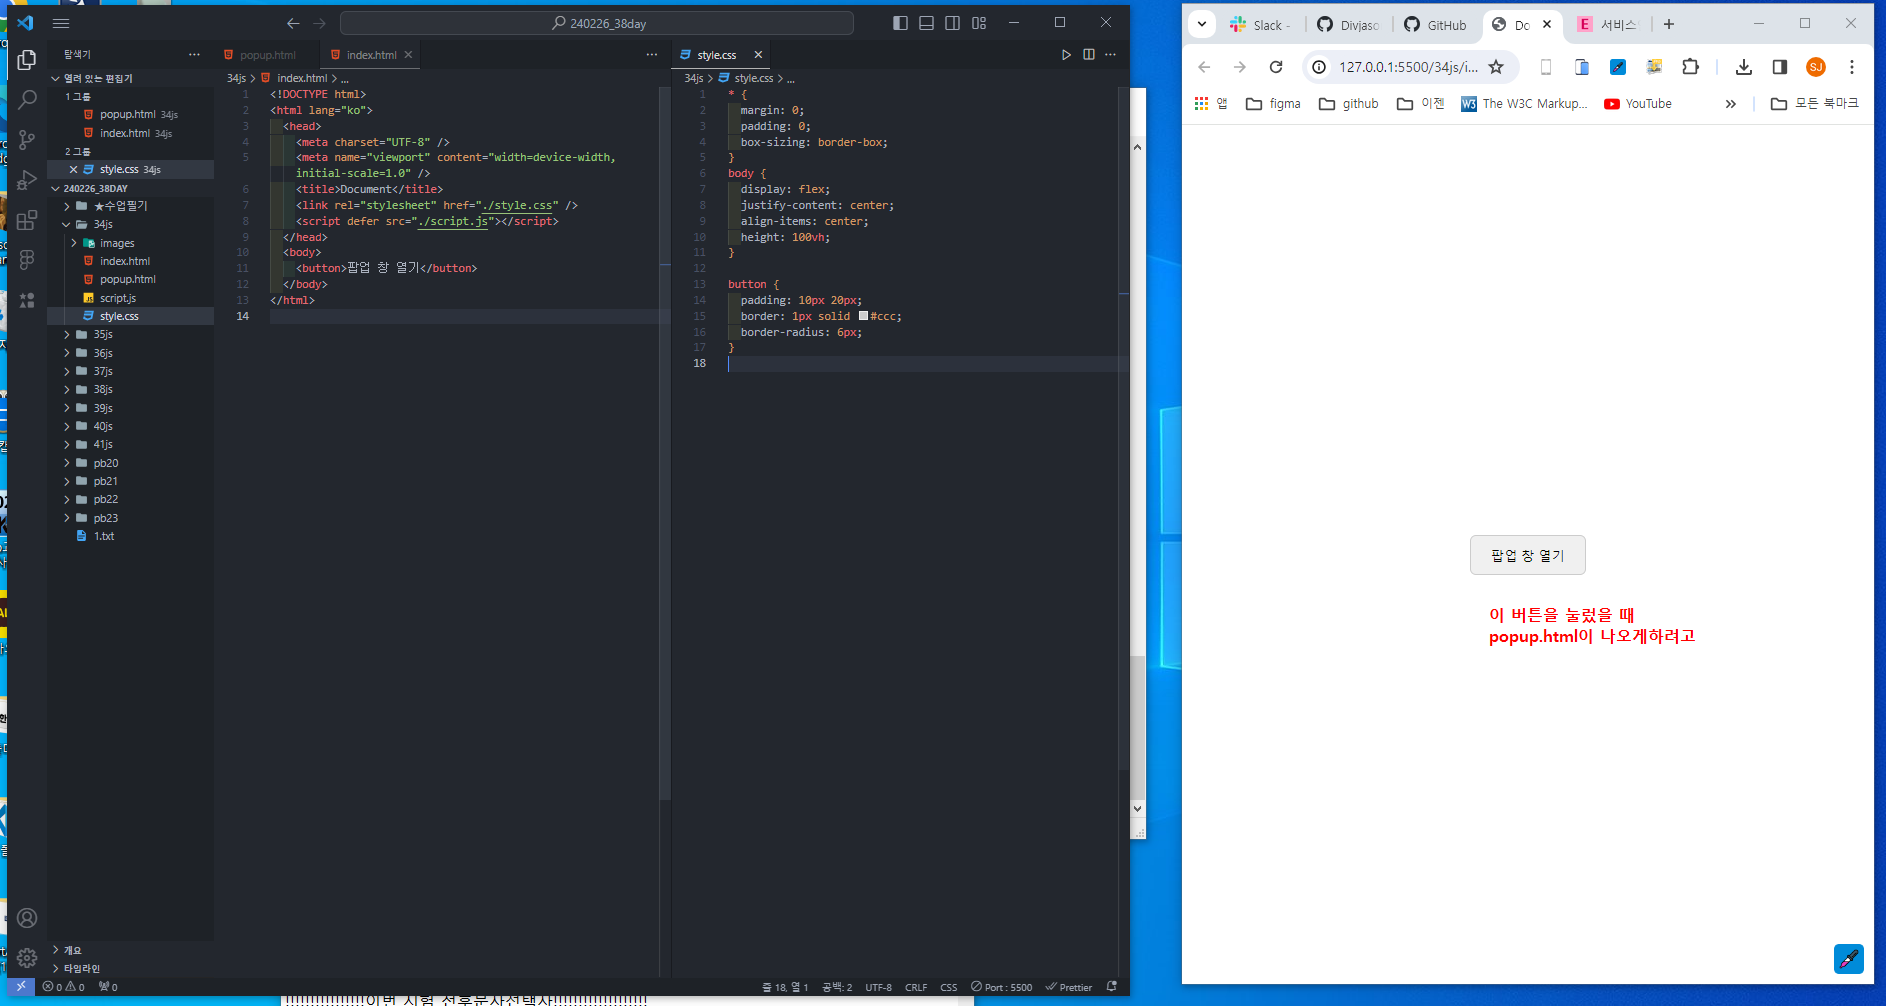 240226_38day
탐색기
열려 있는 편집기
1 그룹
popup.html 34js
index.html 34js
2 그룹
style.css 34js
240226_38DAY
★수업필기
34js
images
index.html
popup.html
script.js
style.css
35js
36js
37js
38js
39js
40js
41js
pb20
pb21
pb22
pb23
1.txt
개요
타임라인
popup.html
index.html
34js > index.html > ...
1 <!DOCTYPE html>
2 <html lang="ko">
3 <head>
4 <meta charset="UTF-8" />
5 <meta name="viewport" content="width=device-width,
initial-scale=1.0" />
6 <title>Document</title>
7 <link rel="stylesheet" href="./style.css" />
8 <script defer src="./script.js"></script>
9 </head>
10 <body>
11 <button>팝업 창 열기</button>
12 </body>
13 </html>
14
style.css
34js > style.css > ...
1 * {
2 margin: 0;
3 padding: 0;
4 box-sizing: border-box;
5 }
6 body {
7 display: flex;
8 justify-content: center;
9 align-items: center;
10 height: 100vh;
11 }
12
13 button {
14 padding: 10px 20px;
15 border: 1px solid #ccc;
16 border-radius: 6px;
17 }
18
0 0 0
줄 18, 열 1 공백: 2 UTF-8 CRLF CSS Port : 5500 Prettier
Slack - Divjaso GitHub Do 서비스
127.0.0.1:5500/34js/i...
SJ
앱 figma github 이젠 The W3C Markup... YouTube » 모든 북마크
팝업 창 열기
이 버튼을 눌렀을 때
popup.html이 나오게하려고